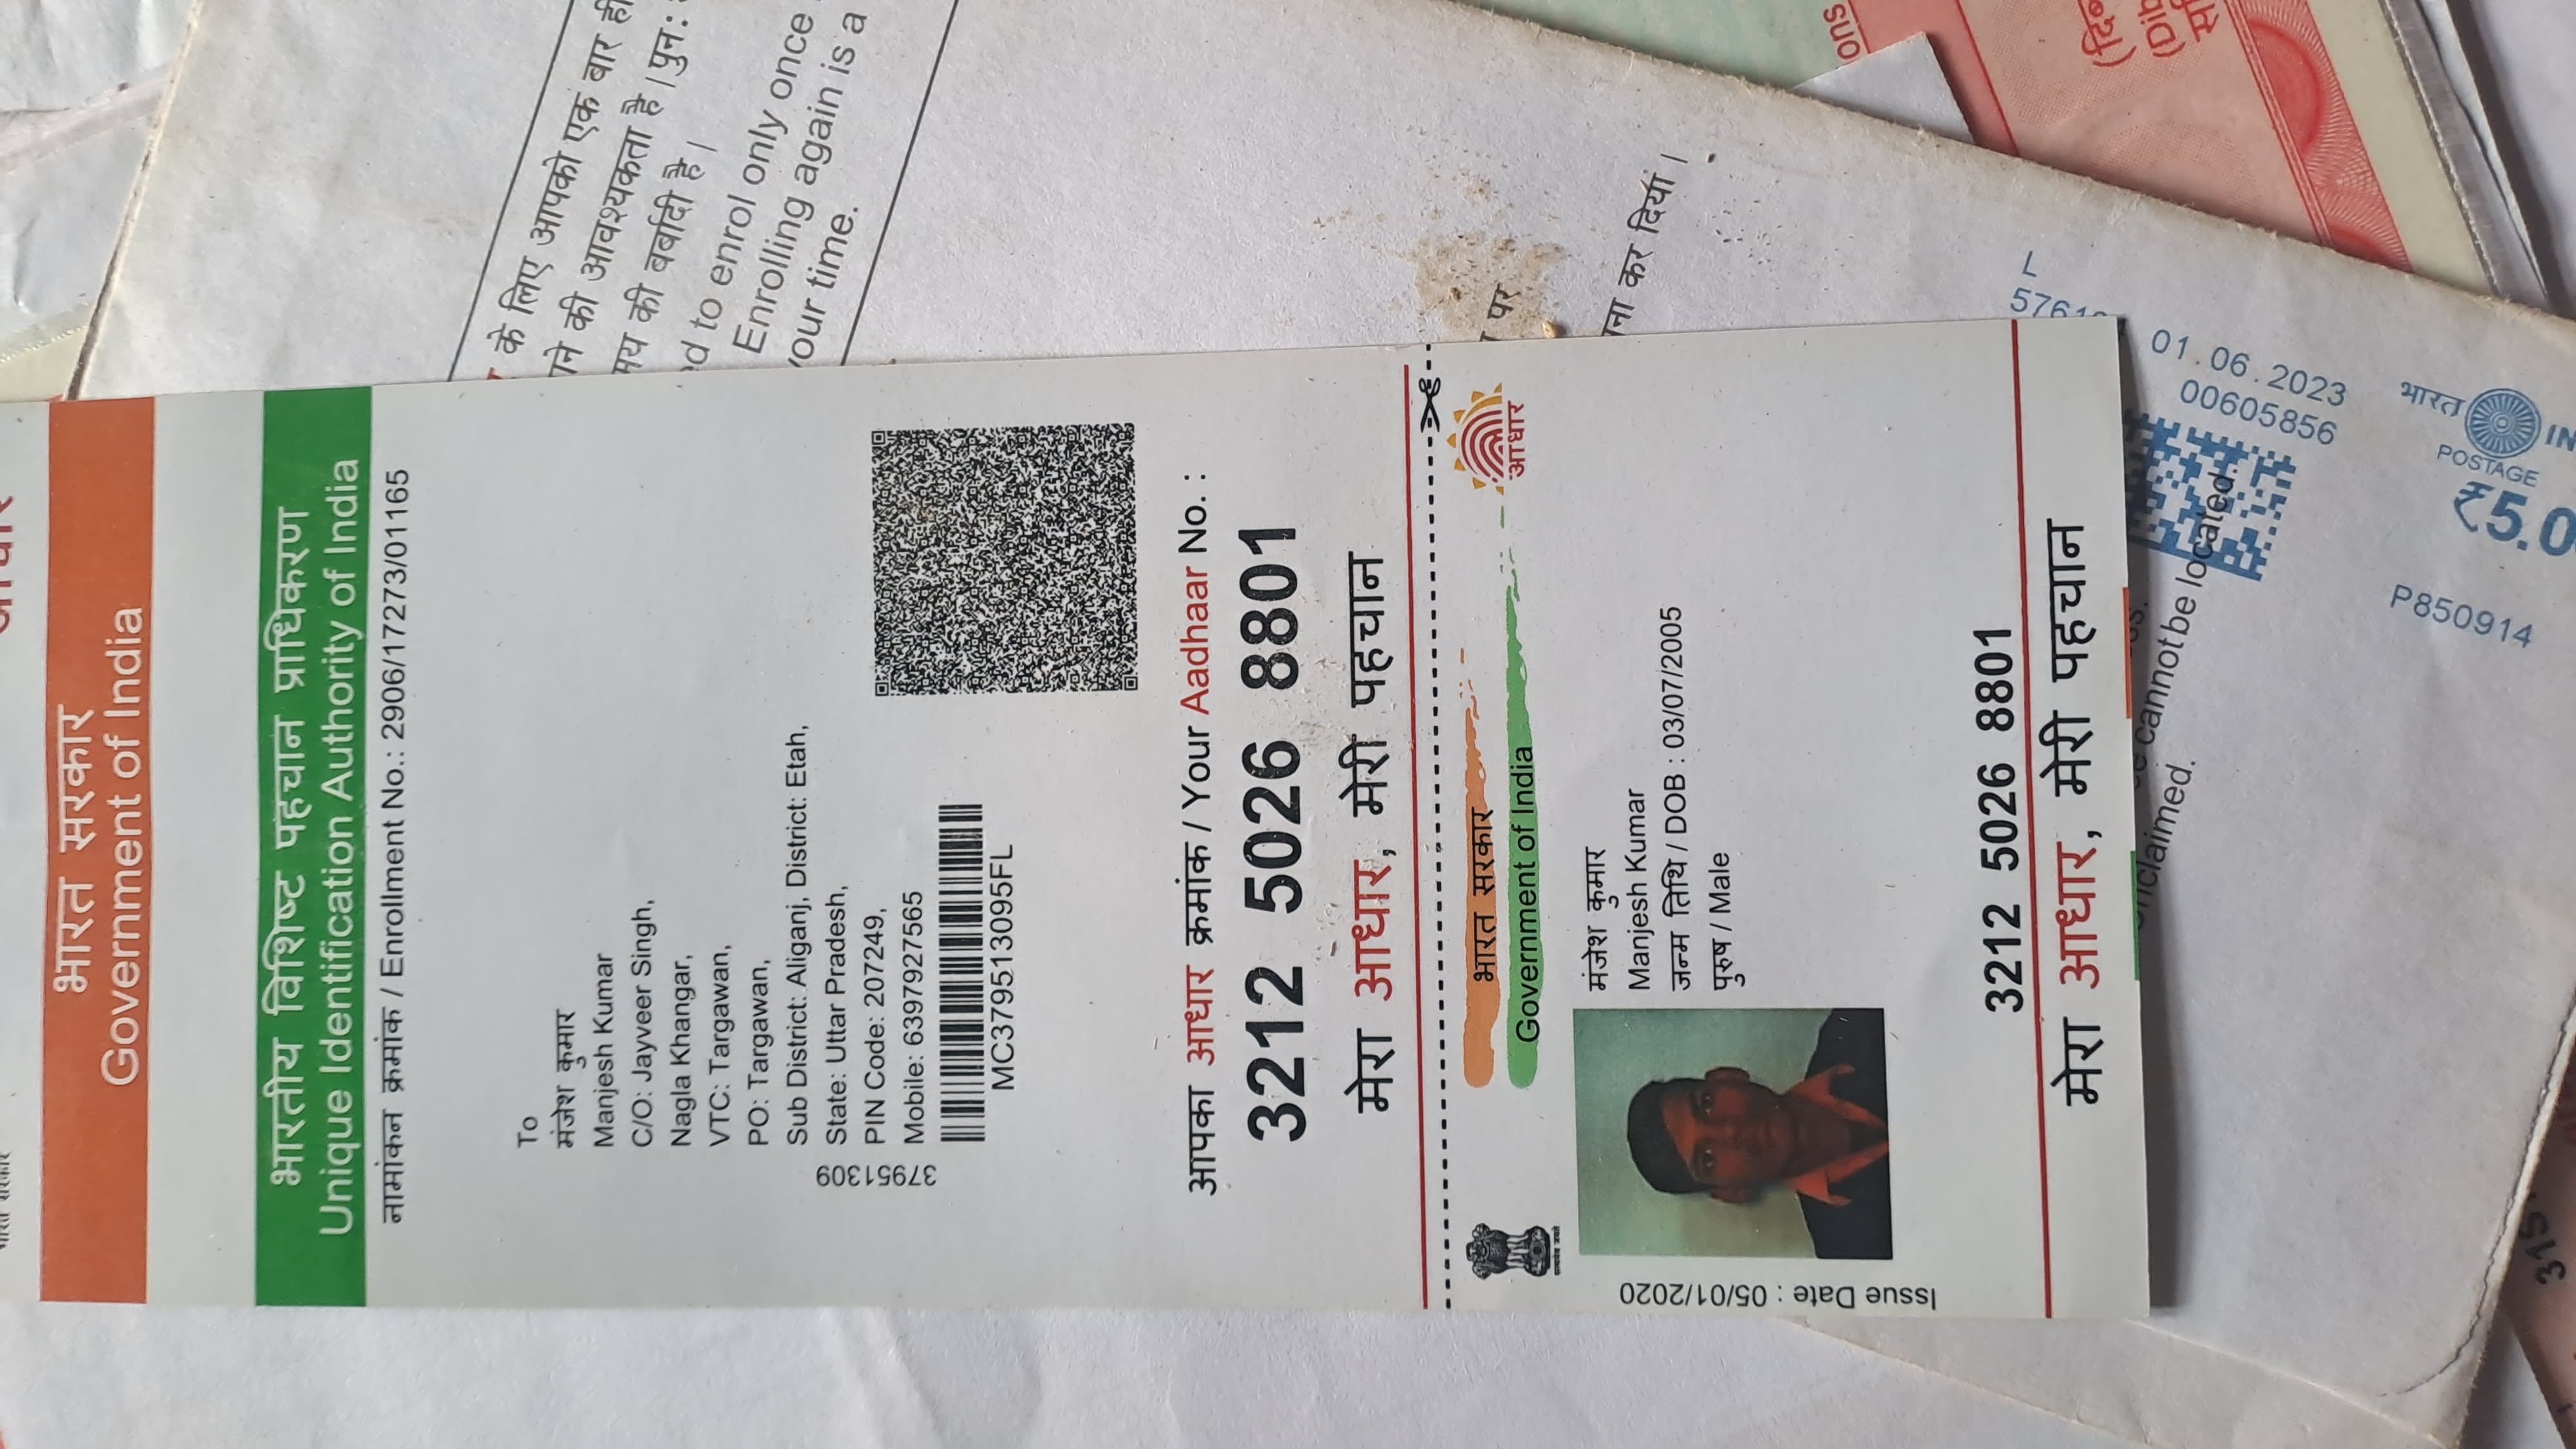 भारत सरकार
Government of India
भारतीय विशिष्ट पहचान प्राधिकरण
Unique Identification Authority of India
नामांकन क्रमांक / Enrollment No.: 2906/17273/01165
To
मंजेश कुमार
Manjesh Kumar
C/O: Jayveer Singh,
Nagla Khangar,
VTC: Targawan,
PO: Targawan,
Sub District: Aliganj, District: Etah,
State: Uttar Pradesh,
PIN Code: 207249,
Mobile: 6397927565
37951309
MC379513095FL
आपका आधार क्रमांक / Your Aadhaar No. :
3212 5026 8801
मेरा आधार, मेरी पहचान
आधार
भारत सरकार
Government of India
मंजेश कुमार
Manjesh Kumar
जन्म तिथि / DOB : 03/07/2005
पुरुष / Male
Issue Date : 05/01/2020
3212 5026 8801
मेरा आधार, मेरी पहचान
के लिए आपको एक बार ही
की आवश्यकता है। पुन:
की बर्बादी है।
to enrol only once
Enrolling again is a
your time.
पर
कर दिया।
01.06.2023
00605856
भारत
POSTAGE
₹5.0
P850914
cannot be located.
unclaimed.